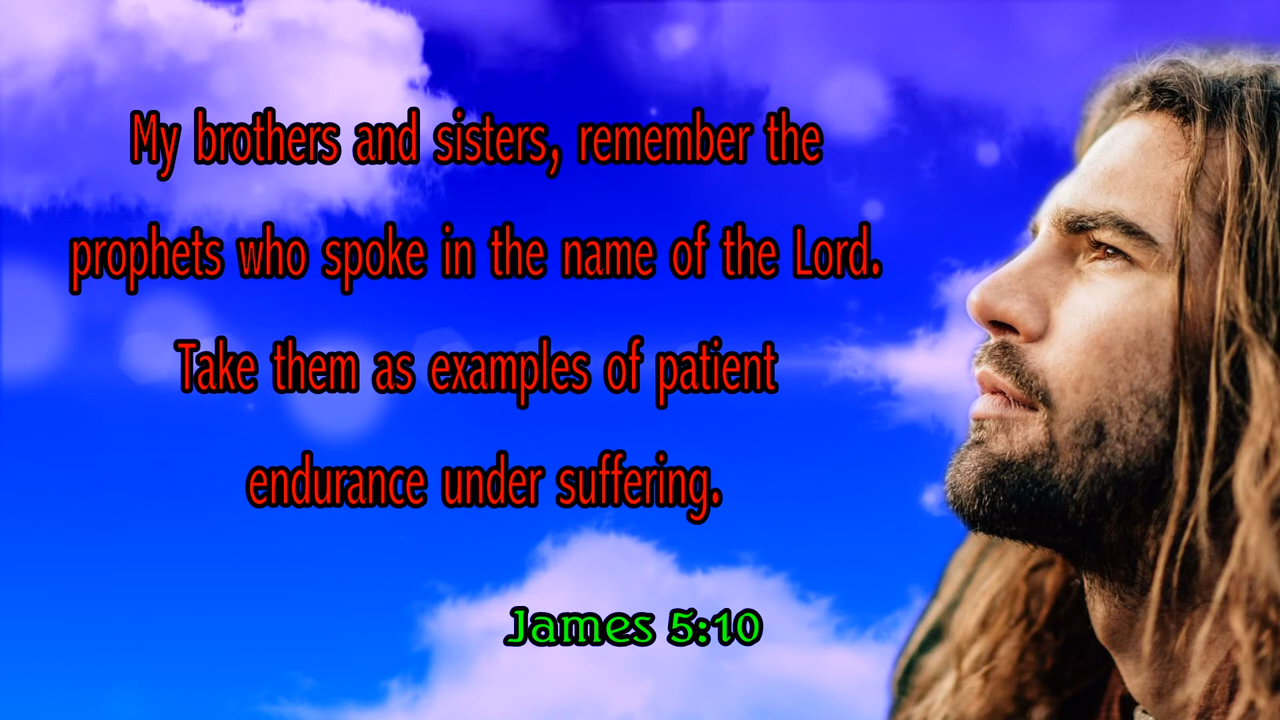 My brothers and sisters, remember the
prophets who spoke in the name of the Lord.
Take them as examples of patient
endurance under suffering.
James 5:10